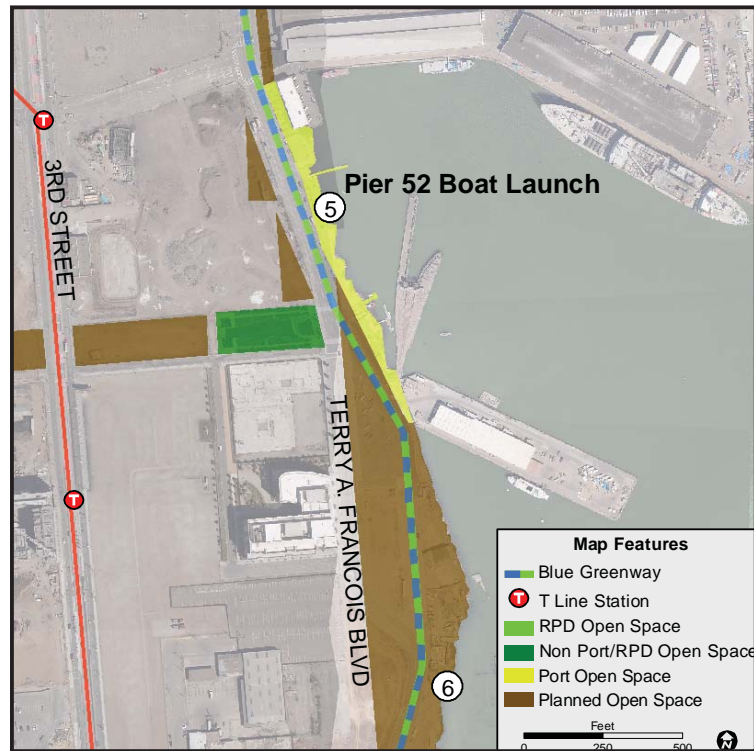 T
3RD STREET
Pier 52 Boat Launch
5
T
TERRY A. FRANCOIS BLVD
6
Map Features
Blue Greenway
T T Line Station
RPD Open Space
Non Port/RPD Open Space
Port Open Space
Planned Open Space
Feet
0 250 500
N